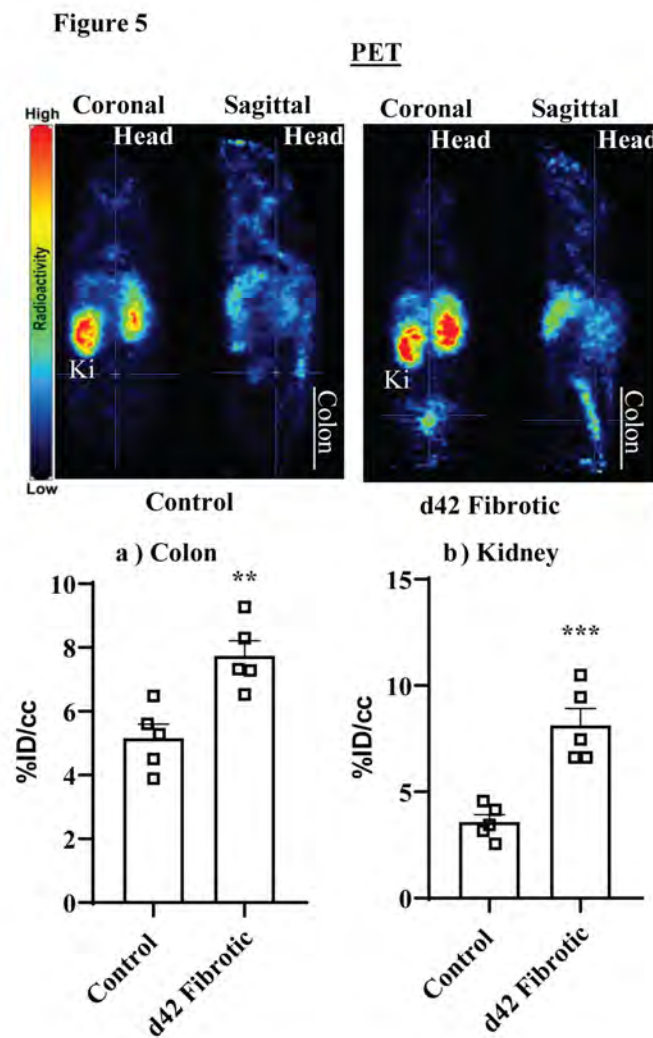 Figure 5
PET
Coronal Sagittal
Coronal Sagittal
High
Head
Head
Head
Head
Radioactivity
Ki
Ki
Colon
Colon
Low
Control
d42 Fibrotic
a ) Colon
b ) Kidney
10
8
6
4
2
0
%ID/cc
**
Control
d42 Fibrotic
15
10
5
0
%ID/cc
***
Control
d42 Fibrotic